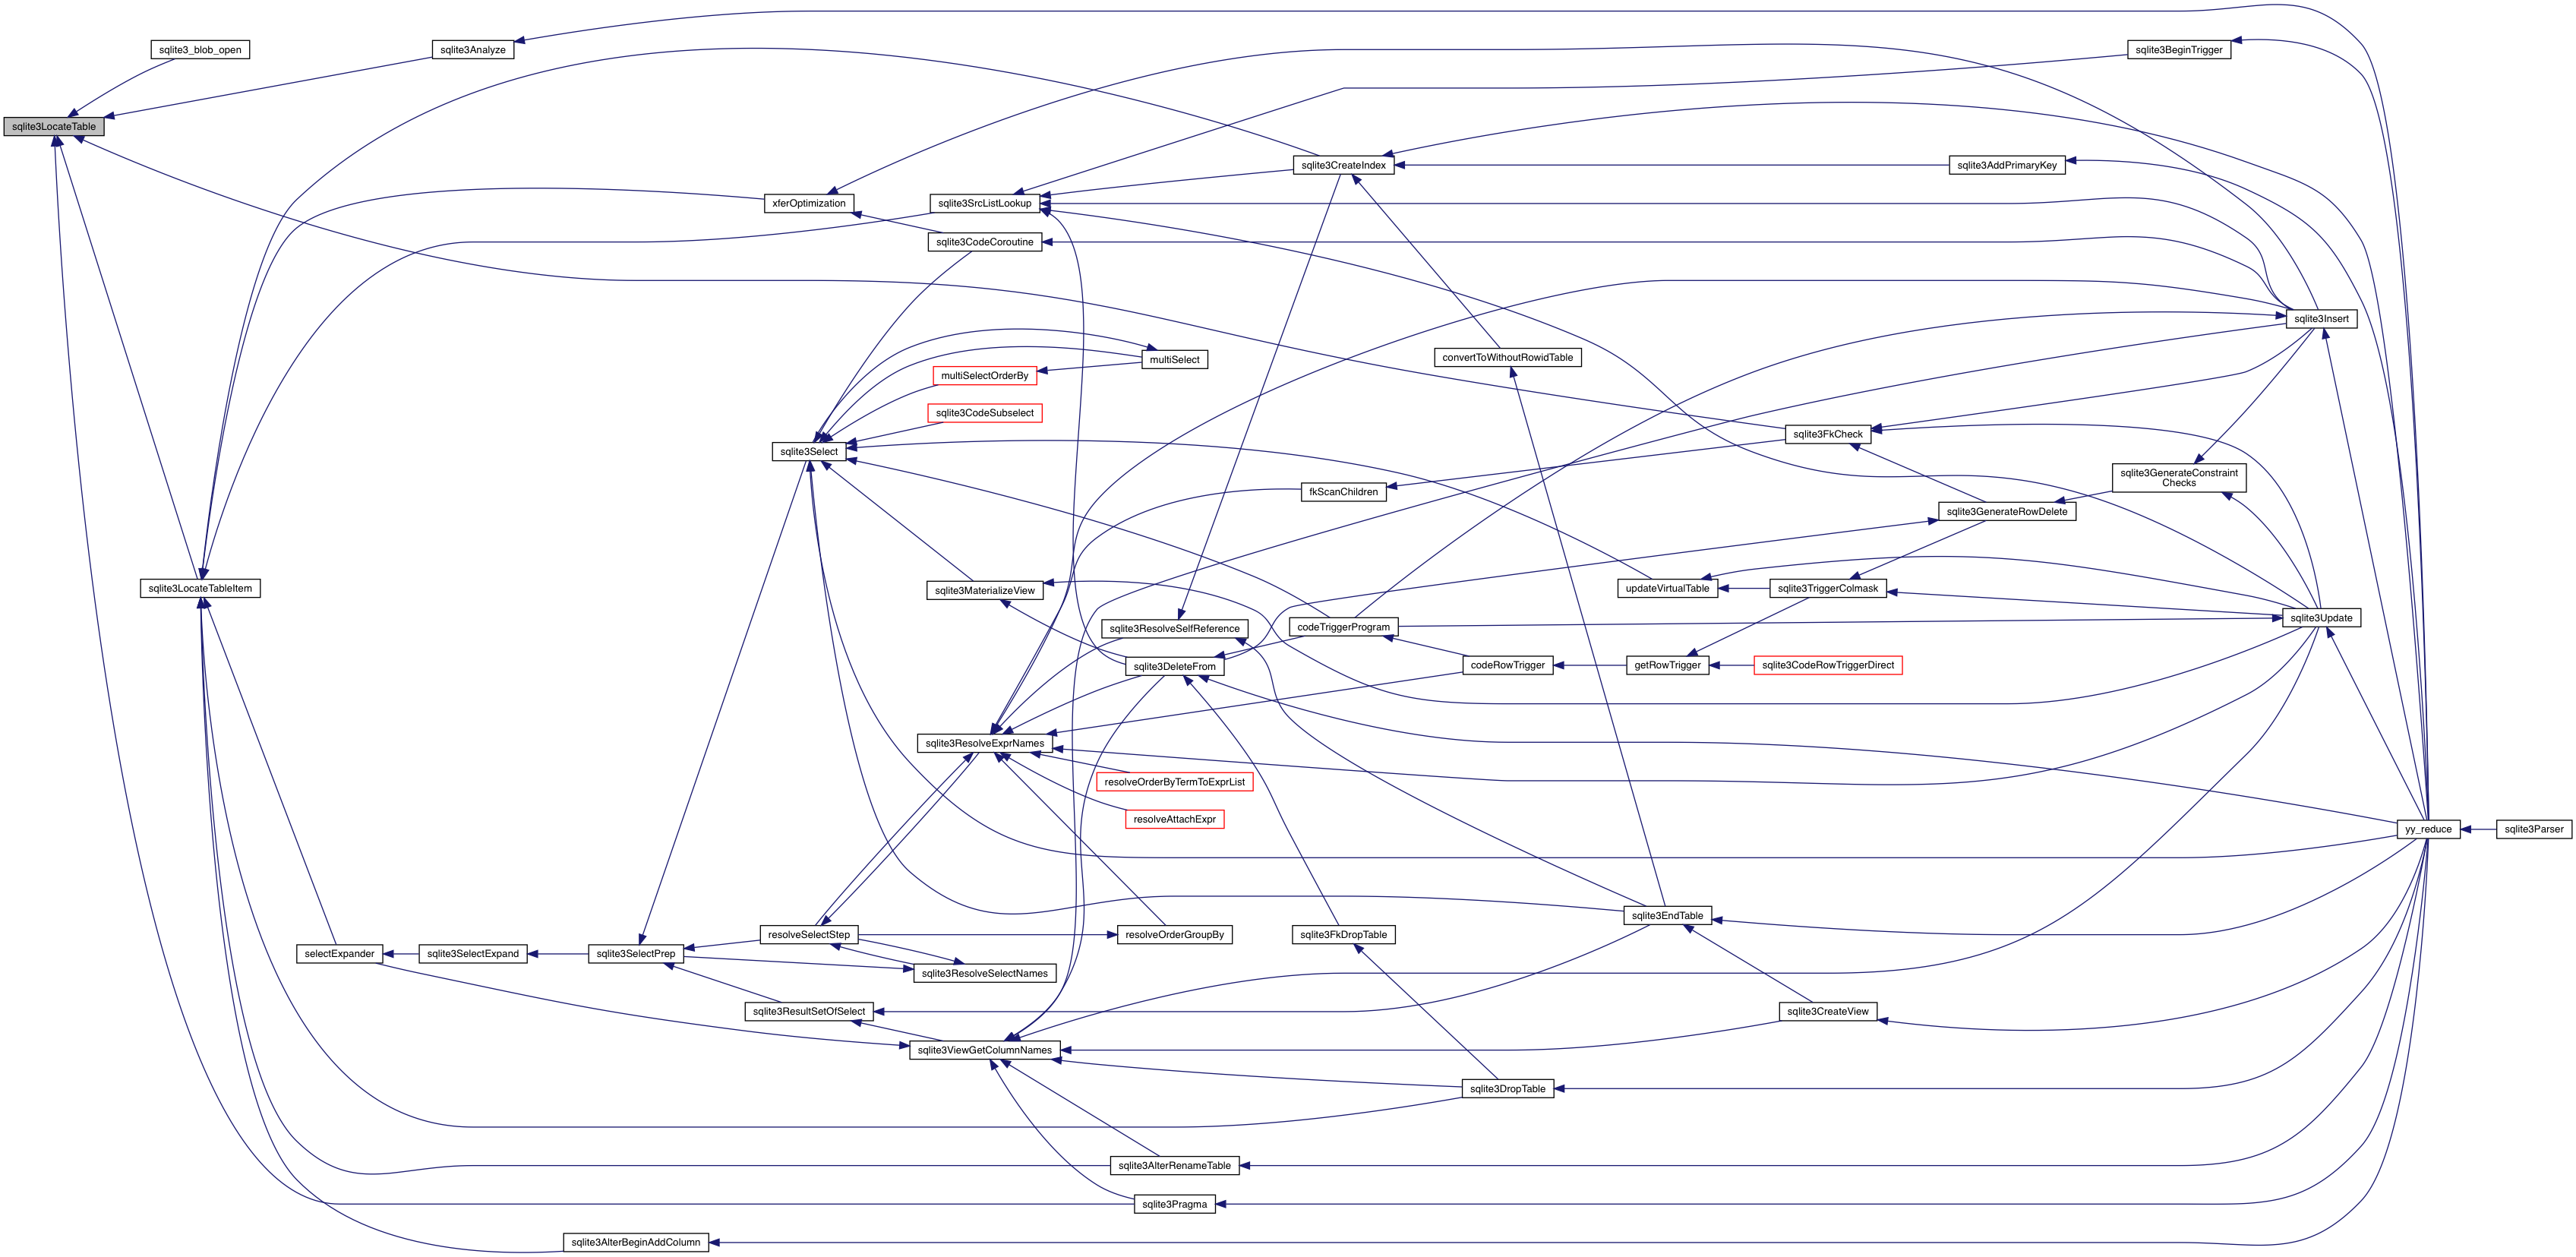 sqlite3_blob_open
sqlite3Analyze
sqlite3BeginTrigger
sqlite3LocateTable
sqlite3CreateIndex
sqlite3AddPrimaryKey
xferOptimization
sqlite3SrcListLookup
sqlite3CodeCoroutine
sqlite3Insert
multiSelect
convertToWithoutRowidTable
multiSelectOrderBy
sqlite3CodeSubselect
sqlite3FkCheck
sqlite3Select
sqlite3GenerateConstraint
Checks
fkScanChildren
sqlite3GenerateRowDelete
sqlite3LocateTableItem
sqlite3MaterializeView
updateVirtualTable
sqlite3TriggerColmask
sqlite3Update
sqlite3ResolveSelfReference
codeTriggerProgram
sqlite3DeleteFrom
codeRowTrigger
getRowTrigger
sqlite3CodeRowTriggerDirect
sqlite3ResolveExprNames
resolveOrderByTermToExprList
resolveAttachExpr
yy_reduce
sqlite3Parser
sqlite3EndTable
resolveSelectStep
resolveOrderGroupBy
sqlite3FkDropTable
selectExpander
sqlite3SelectExpand
sqlite3SelectPrep
sqlite3ResolveSelectNames
sqlite3ResultSetOfSelect
sqlite3CreateView
sqlite3ViewGetColumnNames
sqlite3DropTable
sqlite3AlterRenameTable
sqlite3Pragma
sqlite3AlterBeginAddColumn